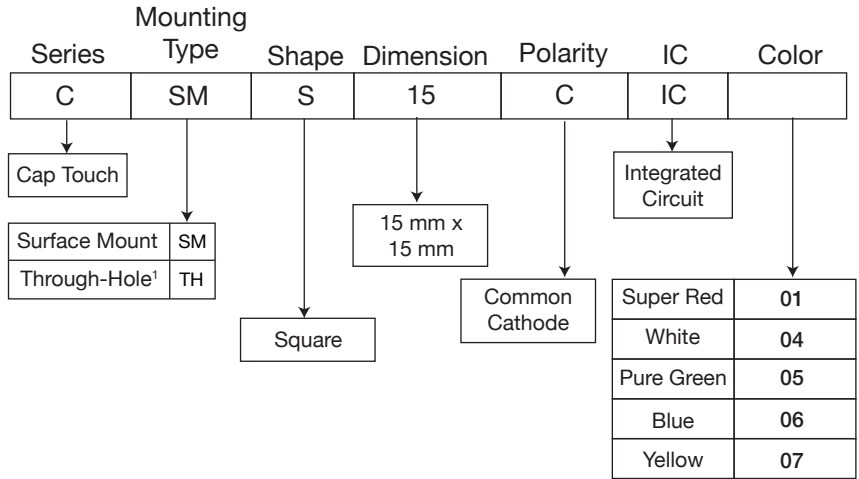 Mounting
Series Type Shape Dimension Polarity IC Color
C SM S 15 C IC
Cap Touch
Integrated
Circuit
Surface Mount SM
Through-Hole¹ TH
15 mm x
15 mm
Common
Cathode
Square
Super Red 01
White 04
Pure Green 05
Blue 06
Yellow 07